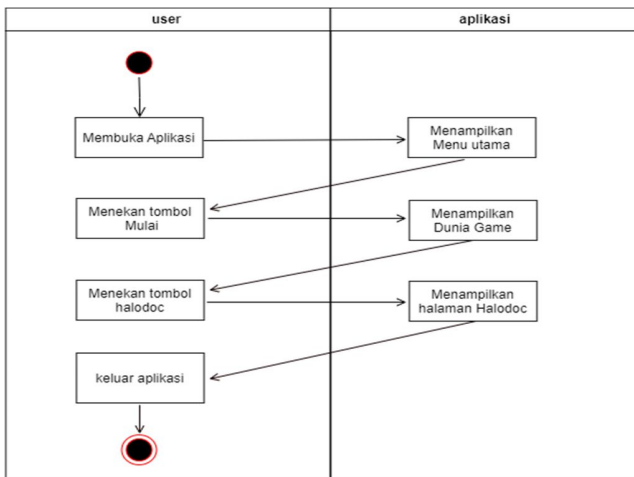 user
aplikasi
Membuka Aplikasi
Menampilkan
Menu utama
Menekan tombol
Mulai
Menampilkan
Dunia Game
Menekan tombol
halodoc
Menampilkan
halaman Halodoc
keluar aplikasi